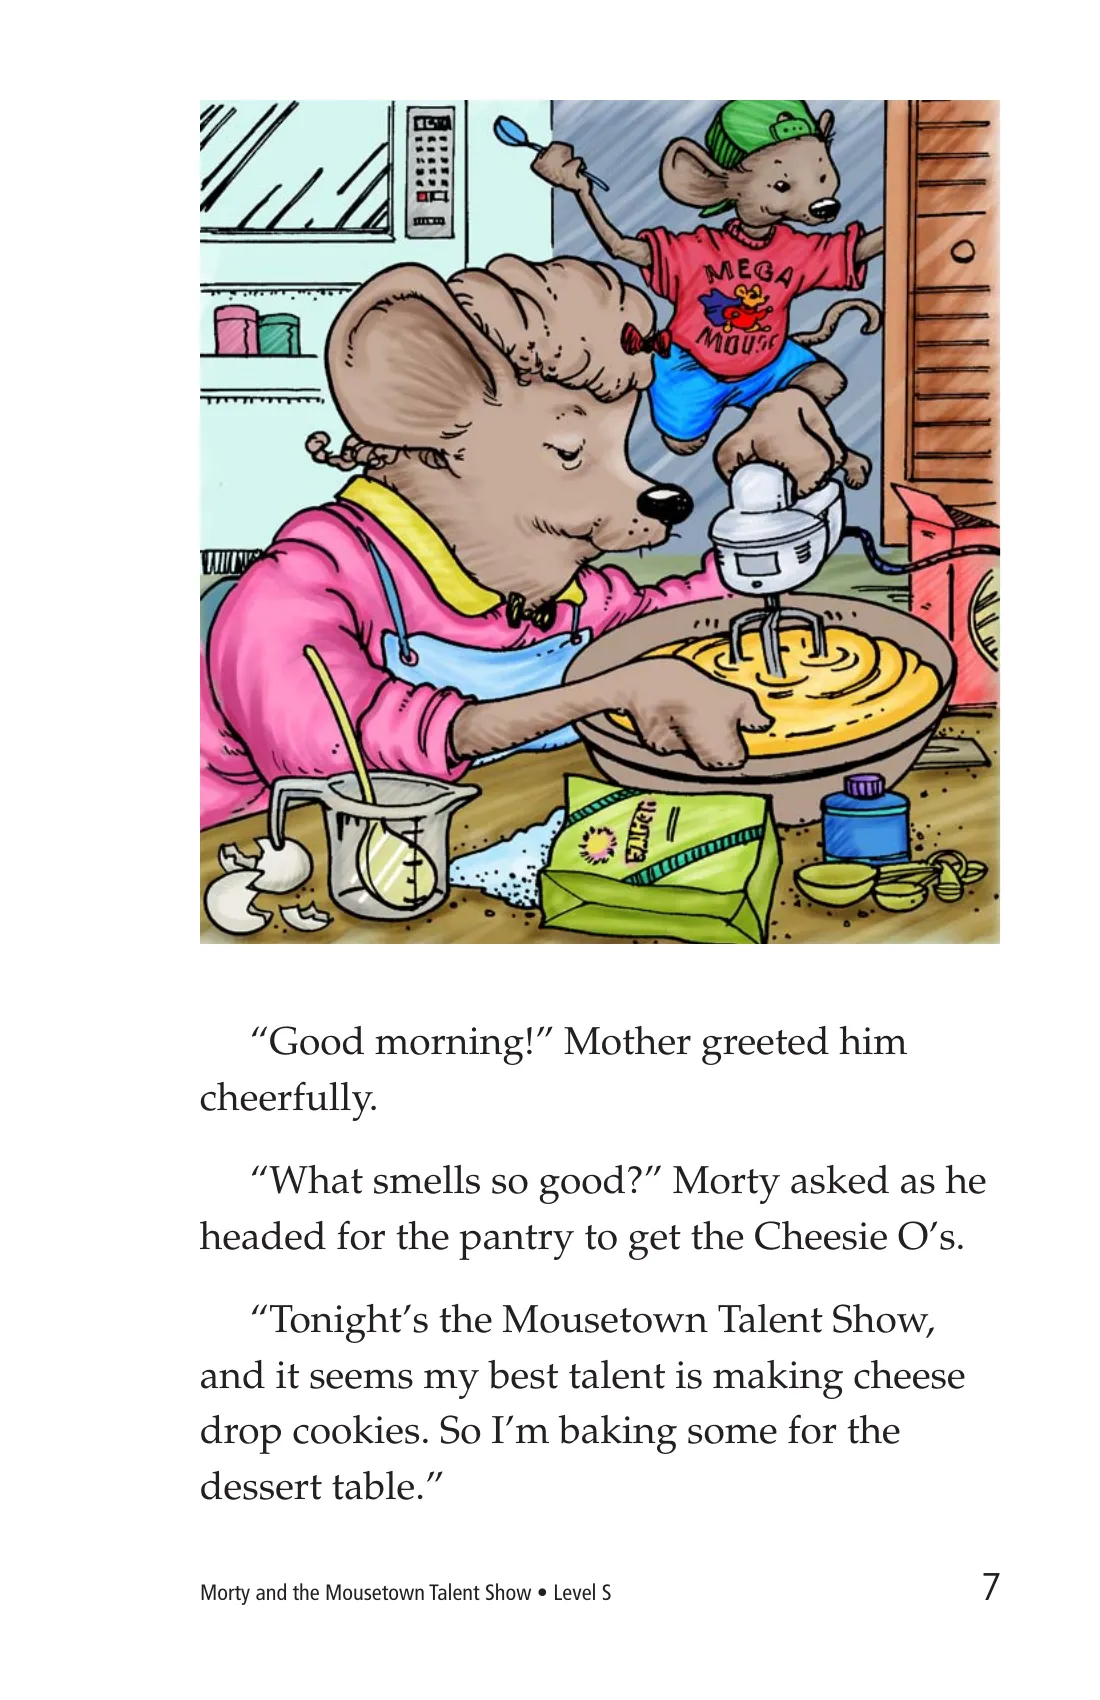 MEGA
MOUSE
“Good morning!” Mother greeted him
cheerfully.
“What smells so good?” Morty asked as he
headed for the pantry to get the Cheesie O’s.
“Tonight’s the Mousetown Talent Show,
and it seems my best talent is making cheese
drop cookies. So I’m baking some for the
dessert table.”
Morty and the Mousetown Talent Show • Level S
7